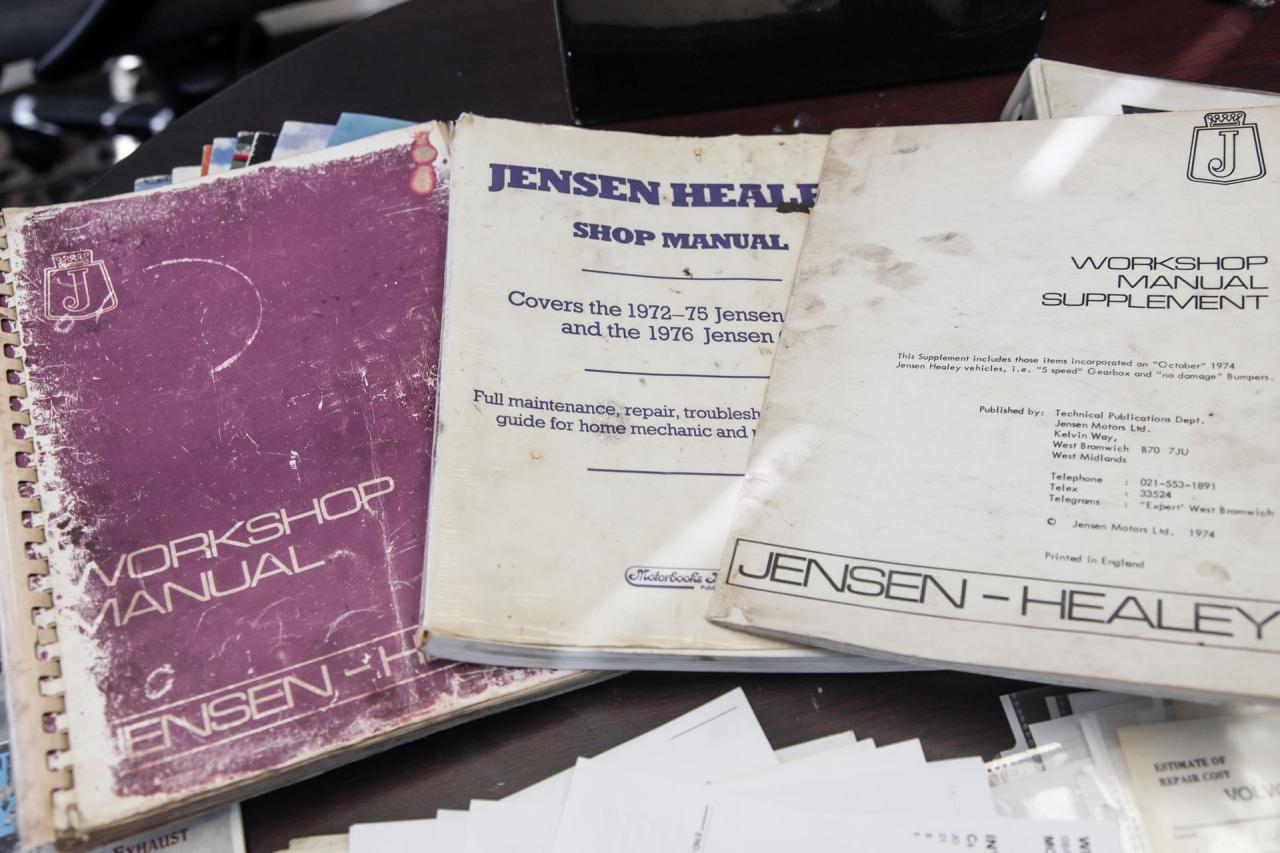 J
WORKSHOP
MANUAL
JENSEN - H
JENSEN HEALE
SHOP MANUAL
Covers the 1972–75 Jensen
and the 1976 Jensen
Full maintenance, repair, troublesh
guide for home mechanic and
Motorbooks
J
WORKSHOP
MANUAL
SUPPLEMENT
This Supplement includes those items incorporated on "October" 1974
Jensen Healey vehicles, i.e. "5 speed" Gearbox and "no damage" Bumpers.
Published by: Technical Publications Dept.
Jensen Motors Ltd.
Kelvin Way,
West Bromwich B70 7JU
West Midlands
Telephone : 021-553-1891
Telex : 33524
Telegrams : "Expert' West Bromwich
© Jensen Motors Ltd. 1974
Printed in England
JENSEN - HEALEY
ESTIMATE OF
REPAIR COST
VOLV
EXHAUST